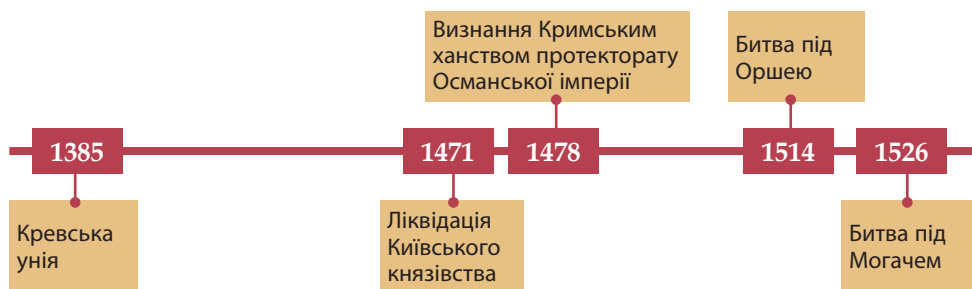 Визнання Кримським
ханством протекторату
Османської імперії
Битва під
Оршею
1385
1471
1478
1514
1526
Кревська
унія
Ліквідація
Київського
князівства
Битва під
Могачем